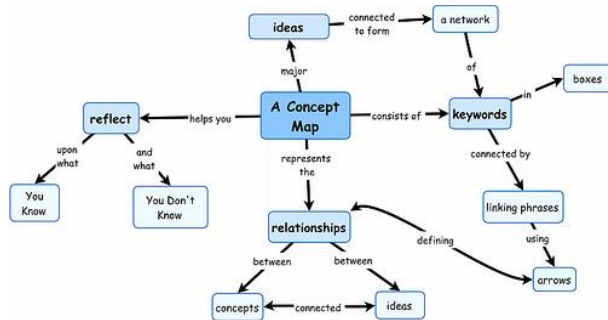 ideas
connected
to form
a network
major
of
boxes
in
A Concept
Map
consists of
keywords
reflect
helps you
upon
what
and
what
represents
the
connected by
You
Know
You Don't
Know
linking phrases
relationships
defining
using
between
between
arrows
concepts
connected
ideas